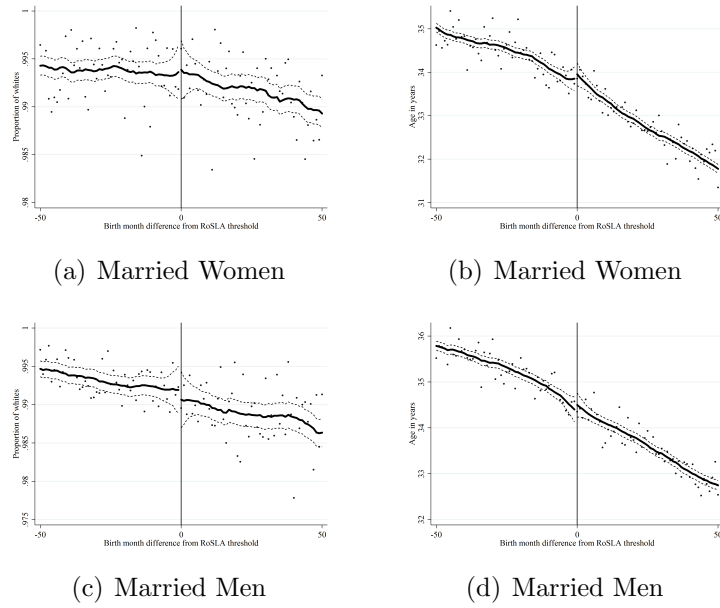 1
.995
.99
.985
.98
Proportion of whites
-50 0 50
Birth month difference from RoSLA threshold
(a) Married Women
35
34
33
32
31
Age in years
-50 0 50
Birth month difference from RoSLA threshold
(b) Married Women
1
.995
.99
.985
.98
.975
Proportion of whites
-50 0 50
Birth month difference from RoSLA threshold
(c) Married Men
36
35
34
33
32
Age in years
-50 0 50
Birth month difference from RoSLA threshold
(d) Married Men